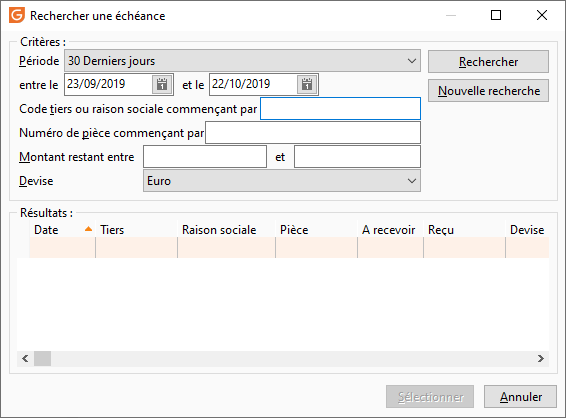 Rechercher une échéance
Critères :
Période 30 Derniers jours Rechercher
entre le 23/09/2019 et le 22/10/2019 Nouvelle recherche
Code tiers ou raison sociale commençant par
Numéro de pièce commençant par
Montant restant entre et
Devise Euro
Résultats :
Date Tiers Raison sociale Pièce A recevoir Reçu Devise
Sélectionner Annuler